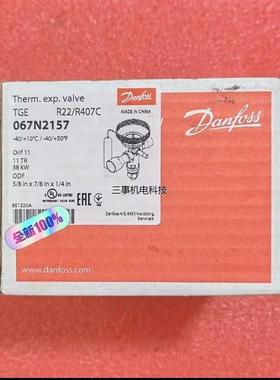 Therm. exp. valve
TGE R22/R407C
067N2157
-40/+10°C / -40/+50°F
Orif 11
11 TR
38 kW
ODF
5/8 in x 7/8 in x 1/4 in
MADE IN CHINA
Danfoss
三事机电科技
8E1320A
EAC
Danfoss A/S, 6430 Nordborg,
Denmark
全新100%
www.danfoss.com